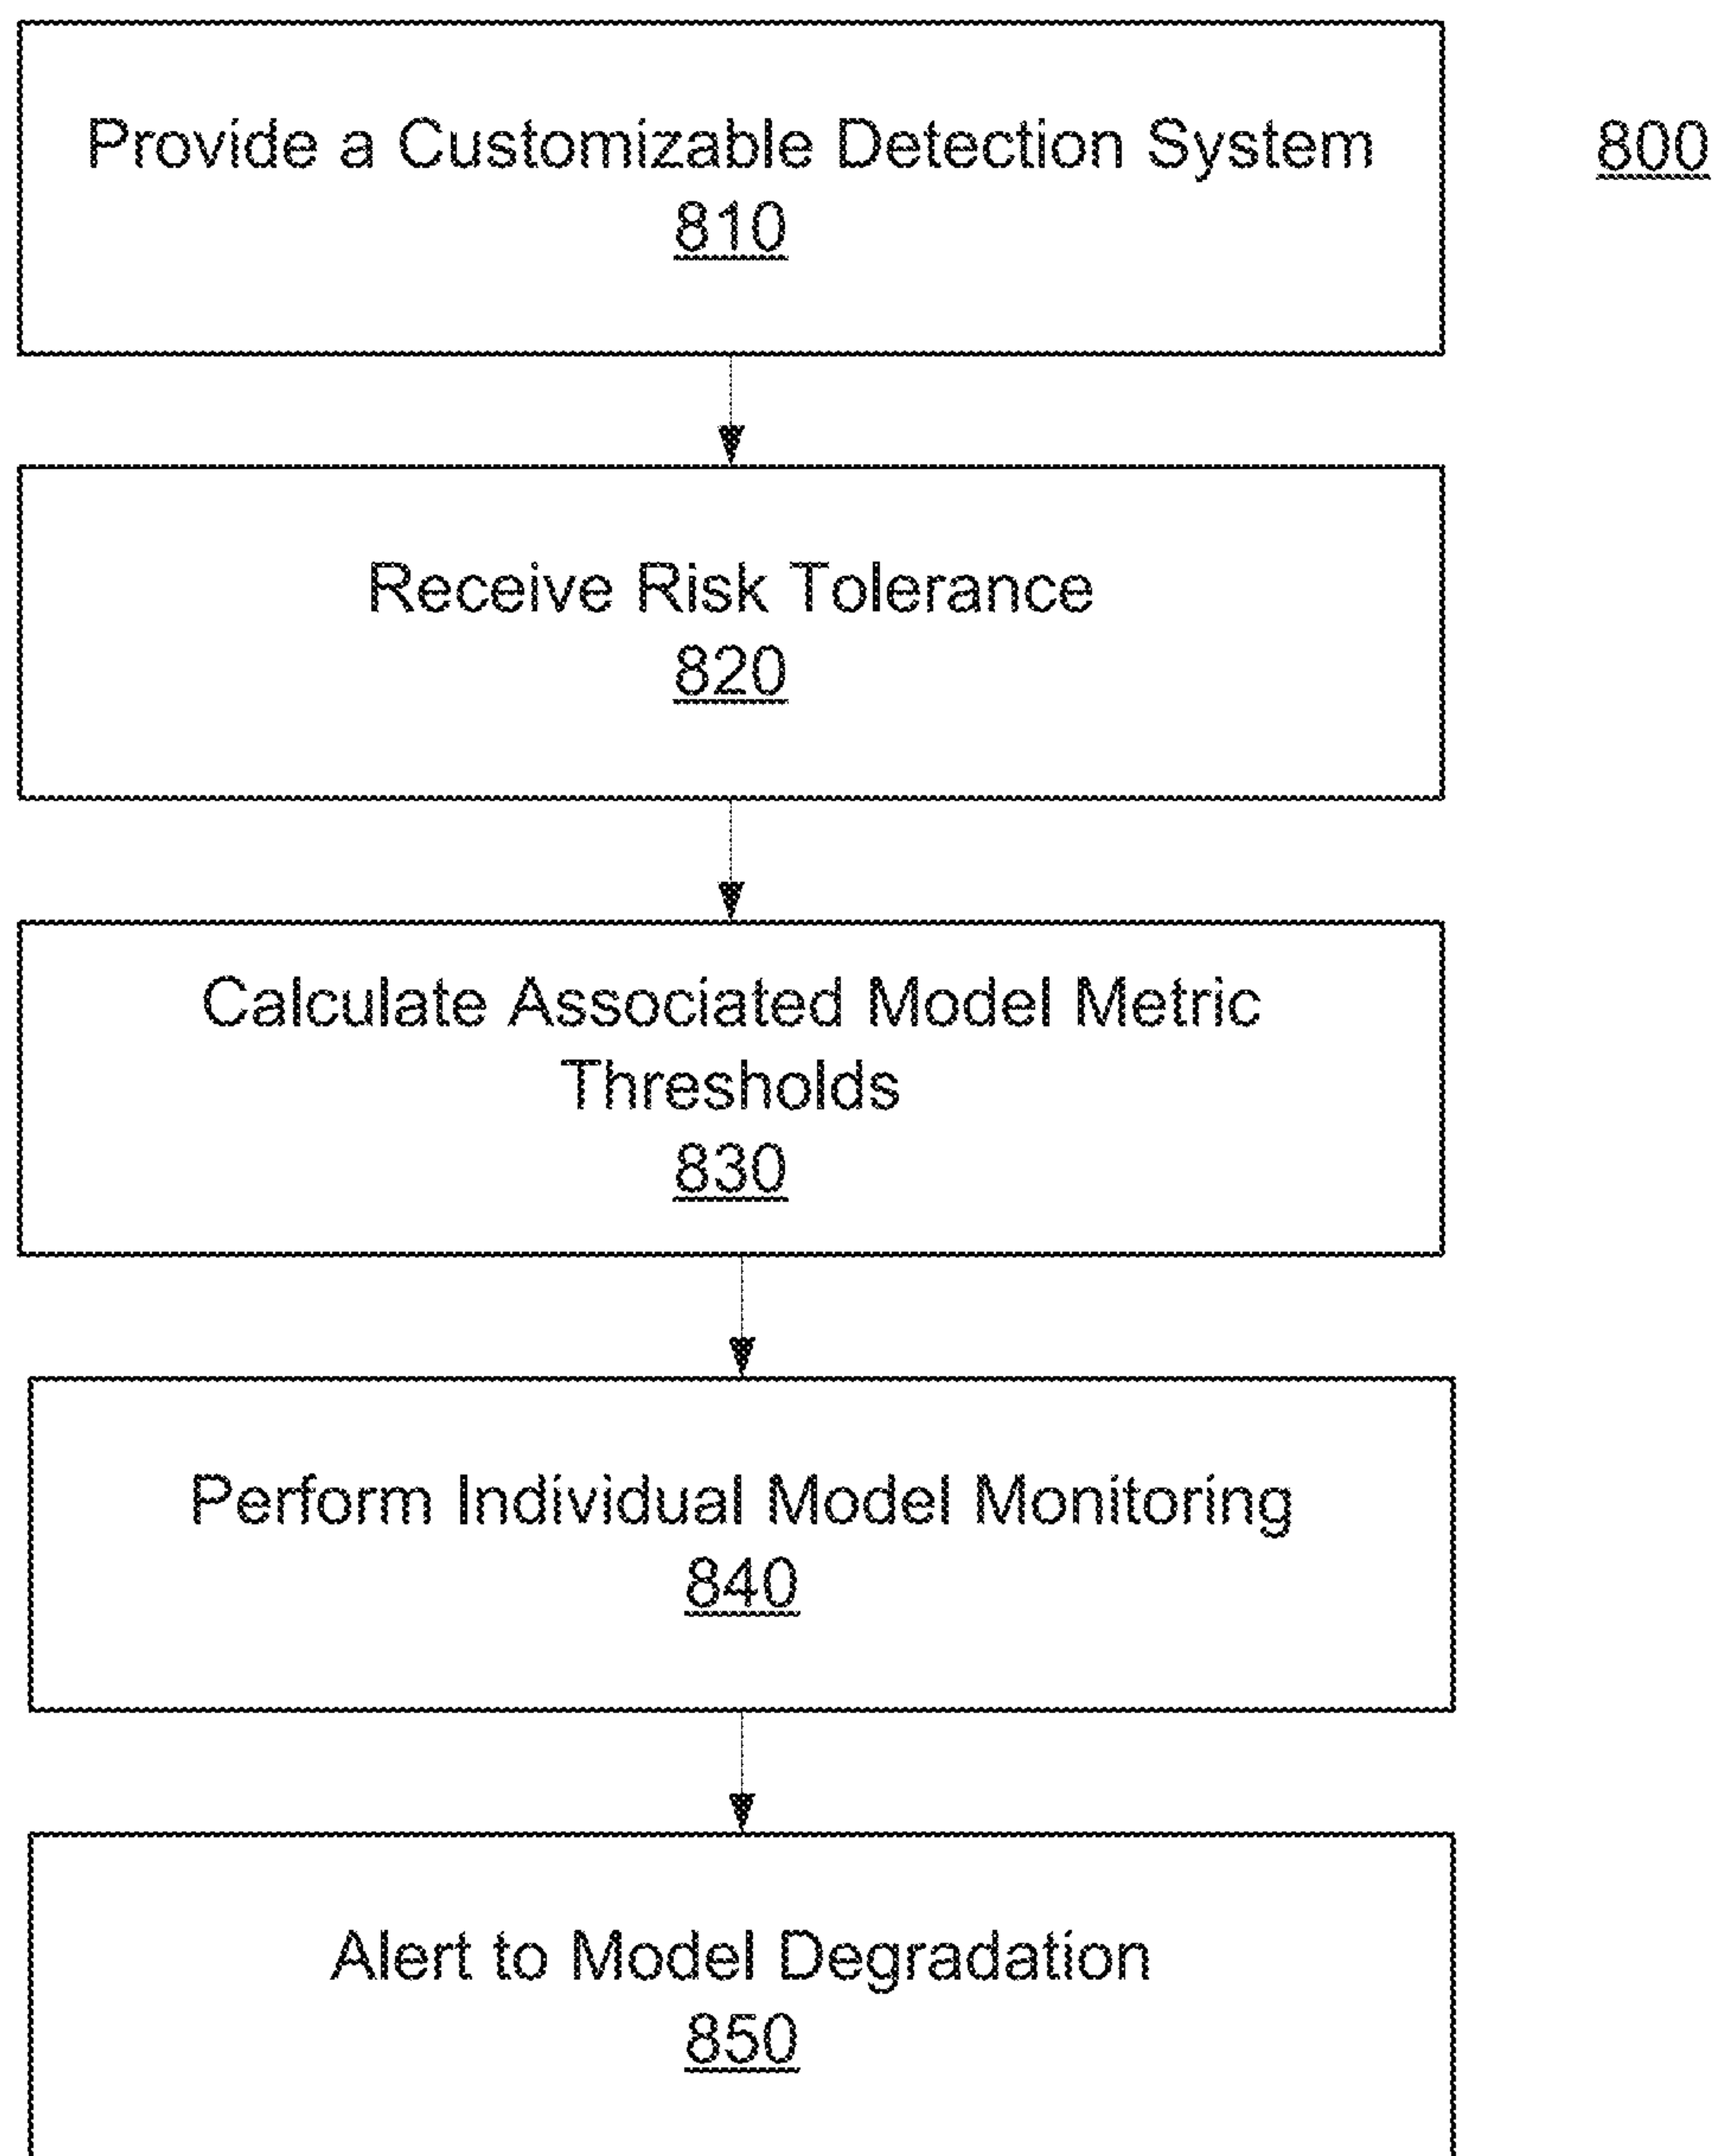 Provide a Customizable Detection System
810
800
Receive Risk Tolerance
820
Calculate Associated Model Metric
Thresholds
830
Perform Individual Model Monitoring
840
Alert to Model Degradation
850